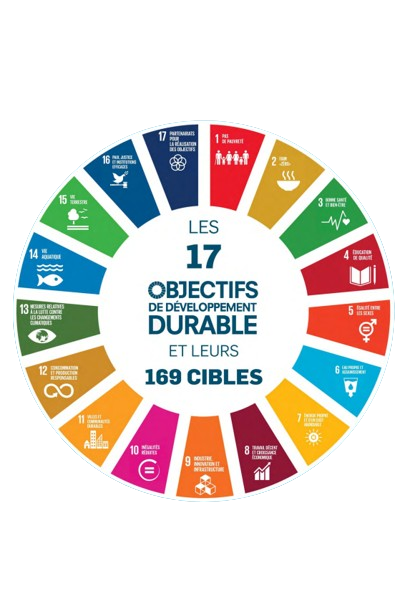 LES
17
OBJECTIFS
DE DÉVELOPPEMENT
DURABLE
ET LEURS
169 CIBLES
1 PAS
DE PAUVRETÉ
2 FAIM
«ZÉRO»
3 BONNE SANTÉ
ET BIEN-ÊTRE
4 ÉDUCATION
DE QUALITÉ
5 ÉGALITÉ ENTRE
LES SEXES
6 EAU PROPRE ET
ASSAINISSEMENT
7 ÉNERGIE PROPRE
ET D'UN COÛT
ABORDABLE
8 TRAVAIL DÉCENT
ET CROISSANCE
ÉCONOMIQUE
9 INDUSTRIE,
INNOVATION ET
INFRASTRUCTURE
10 INÉGALITÉS
RÉDUITES
11 VILLES ET
COMMUNAUTÉS
DURABLES
12 CONSOMMATION
ET PRODUCTION
RESPONSABLES
13 MESURES RELATIVES
À LA LUTTE CONTRE
LES CHANGEMENTS
CLIMATIQUES
14 VIE
AQUATIQUE
15 VIE
TERRESTRE
16 PAIX, JUSTICE
ET INSTITUTIONS
EFFICACES
17 PARTENARIATS
POUR
LA RÉALISATION
DES OBJECTIFS